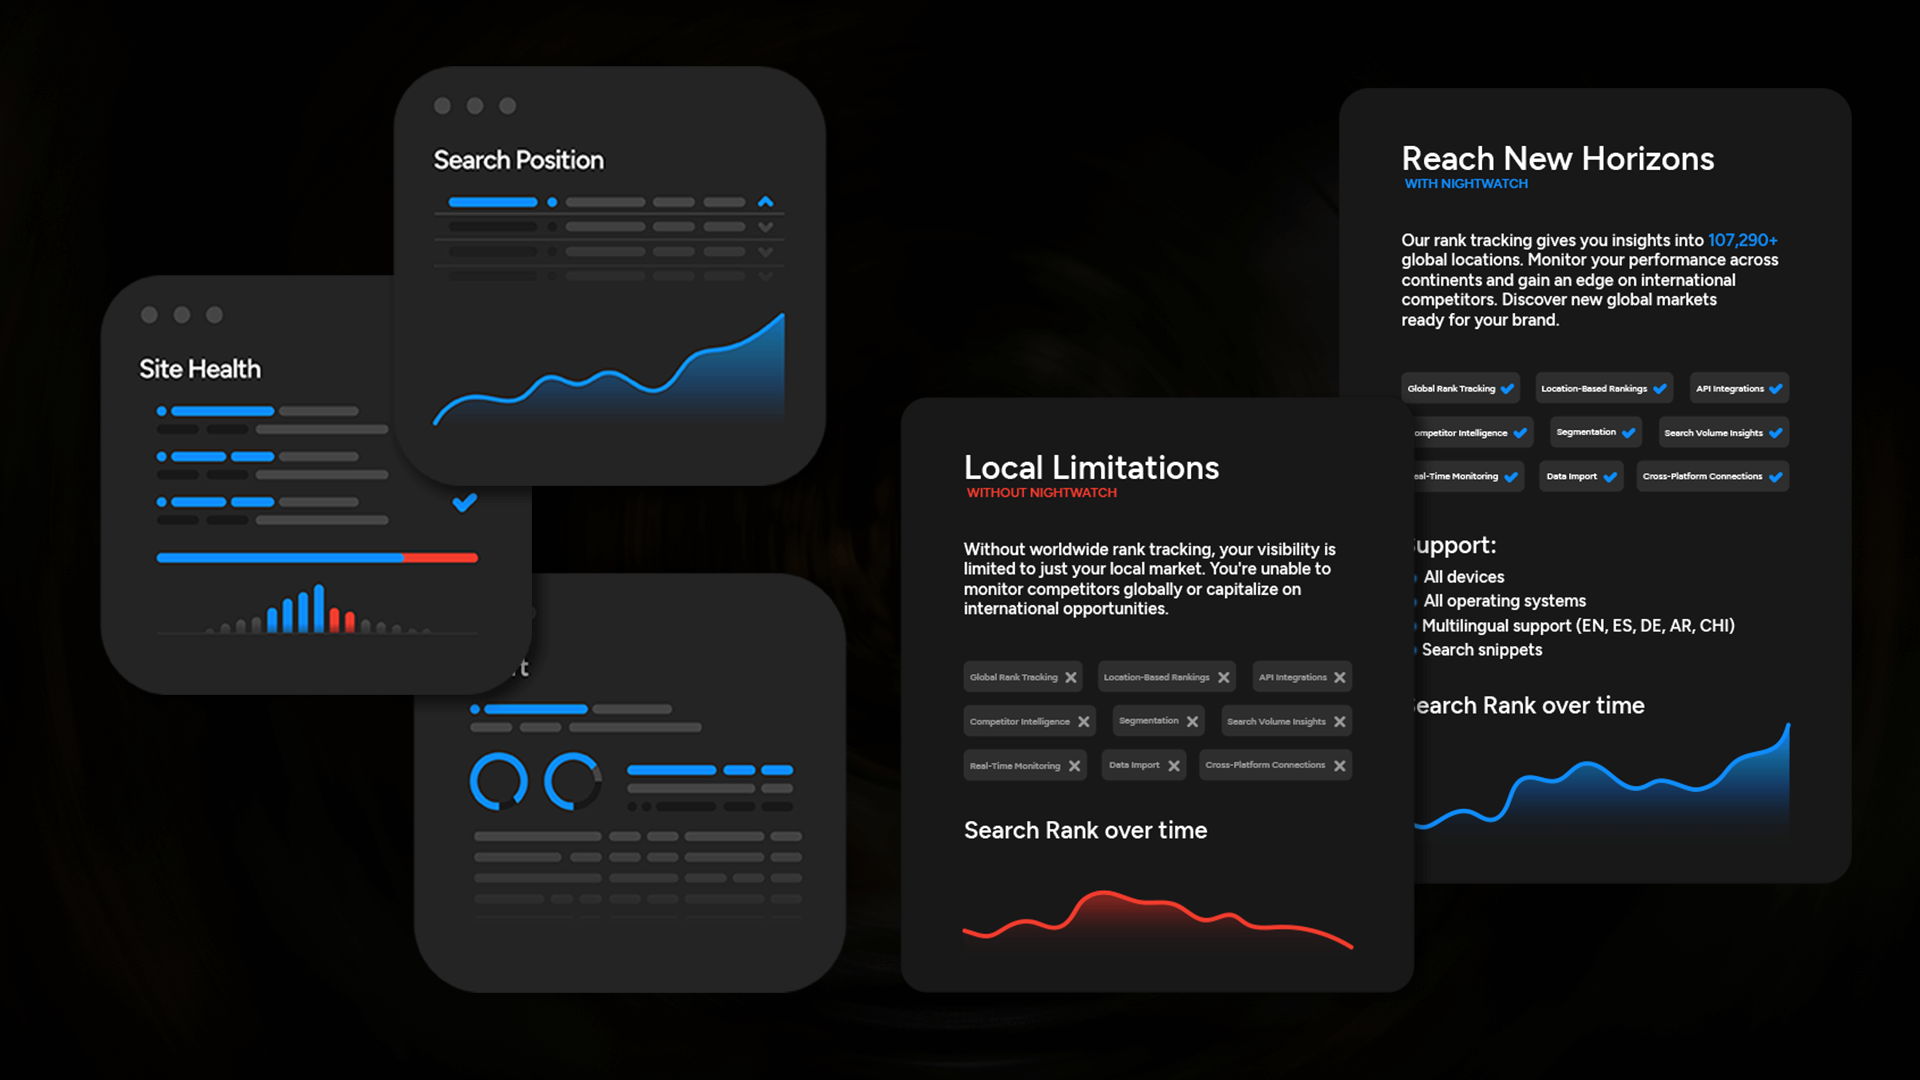 Search Position
Site Health
Local Limitations
WITHOUT NIGHTWATCH
Without worldwide rank tracking, your visibility is
limited to just your local market. You're unable to
monitor competitors globally or capitalize on
international opportunities.
Global Rank Tracking
Location-Based Rankings
API Integrations
Competitor Intelligence
Segmentation
Search Volume Insights
Real-Time Monitoring
Data Import
Cross-Platform Connections
Search Rank over time
Reach New Horizons
WITH NIGHTWATCH
Our rank tracking gives you insights into 107,290+
global locations. Monitor your performance across
continents and gain an edge on international
competitors. Discover new global markets
ready for your brand.
Global Rank Tracking
Location-Based Rankings
API Integrations
ompetitor Intelligence
Segmentation
Search Volume Insights
eal-Time Monitoring
Data Import
Cross-Platform Connections
upport:
All devices
All operating systems
Multilingual support (EN, ES, DE, AR, CHI)
Search snippets
earch Rank over time